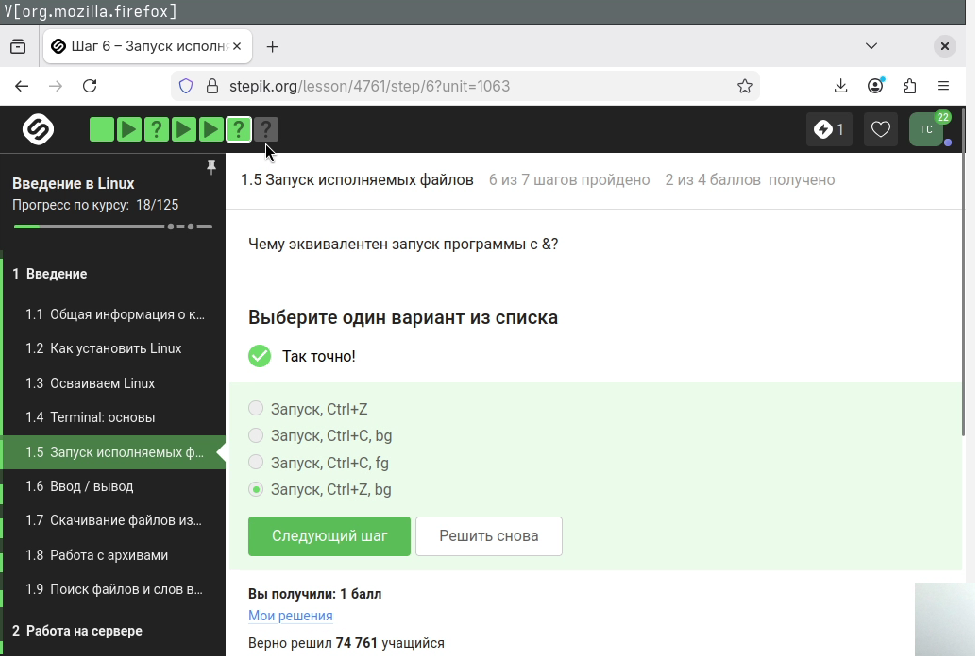 V[org.mozilla.firefox]
Шаг 6 – Запуск исполн
stepik.org/lesson/4761/step/6?unit=1063
? ? ?
1
ТС
22
Введение в Linux
Прогресс по курсу: 18/125
1.5 Запуск исполняемых файлов 6 из 7 шагов пройдено 2 из 4 баллов получено
1 Введение
1.1 Общая информация о к...
1.2 Как установить Linux
1.3 Осваиваем Linux
1.4 Terminal: основы
1.5 Запуск исполняемых ф...
1.6 Ввод / вывод
1.7 Скачивание файлов из...
1.8 Работа с архивами
1.9 Поиск файлов и слов в...
2 Работа на сервере
Чему эквивалентен запуск программы с &?
Выберите один вариант из списка
Так точно!
Запуск, Ctrl+Z
Запуск, Ctrl+C, bg
Запуск, Ctrl+C, fg
Запуск, Ctrl+Z, bg
Следующий шаг
Решить снова
Вы получили: 1 балл
Мои решения
Верно решил 74 761 учащийся